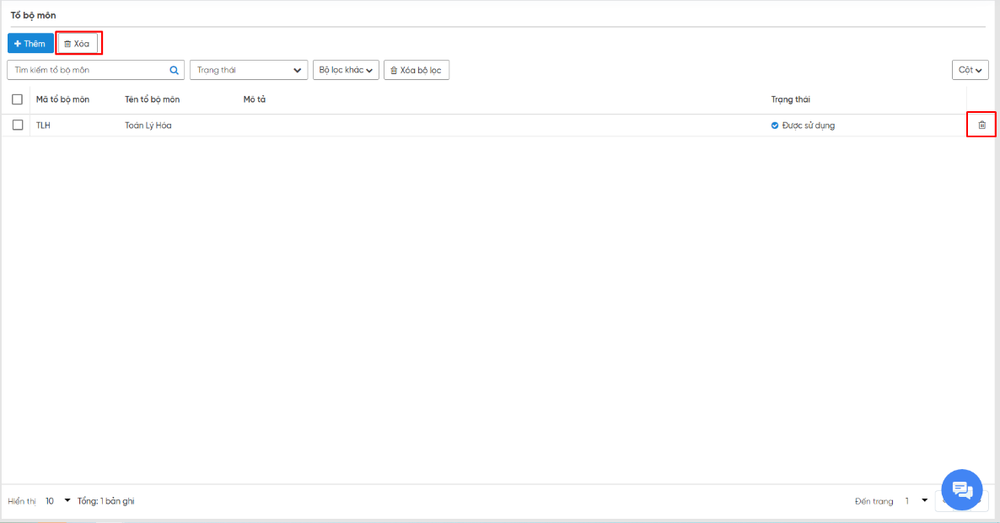 Tổ bộ môn
Thêm Xóa
Tìm kiếm tổ bộ môn Trạng thái Bộ lọc khác Xóa bộ lọc Cột
Mã tổ bộ môn Tên tổ bộ môn Mô tả Trạng thái
TLH Toán Lý Hóa Được sử dụng
Hiển thị 10 Tổng: 1 bản ghi Đến trang 1